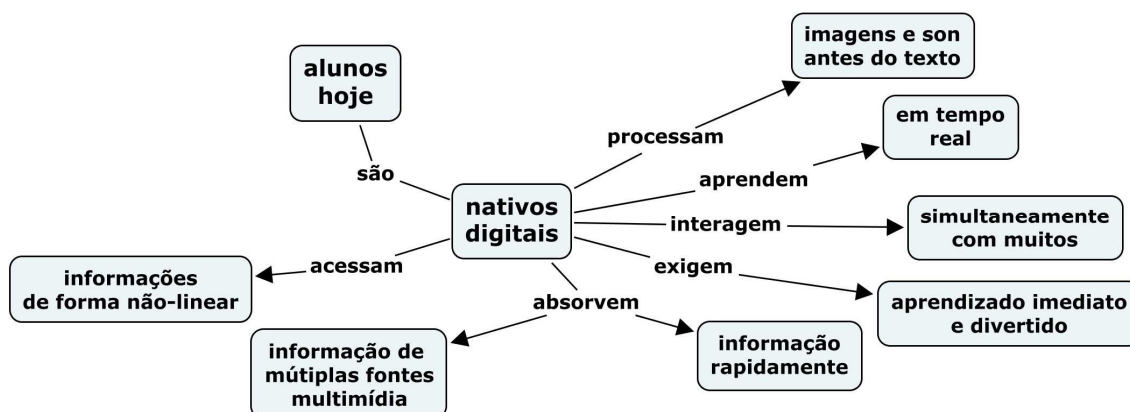 alunos
hoje
são
nativos
digitais
processam
imagens e son
antes do texto
aprendem
em tempo
real
interagem
simultaneamente
com muitos
exigem
aprendizado imediato
e divertido
absorvem
informação
rapidamente
informação de
mútiplas fontes
multimídia
acessam
informações
de forma não-linear